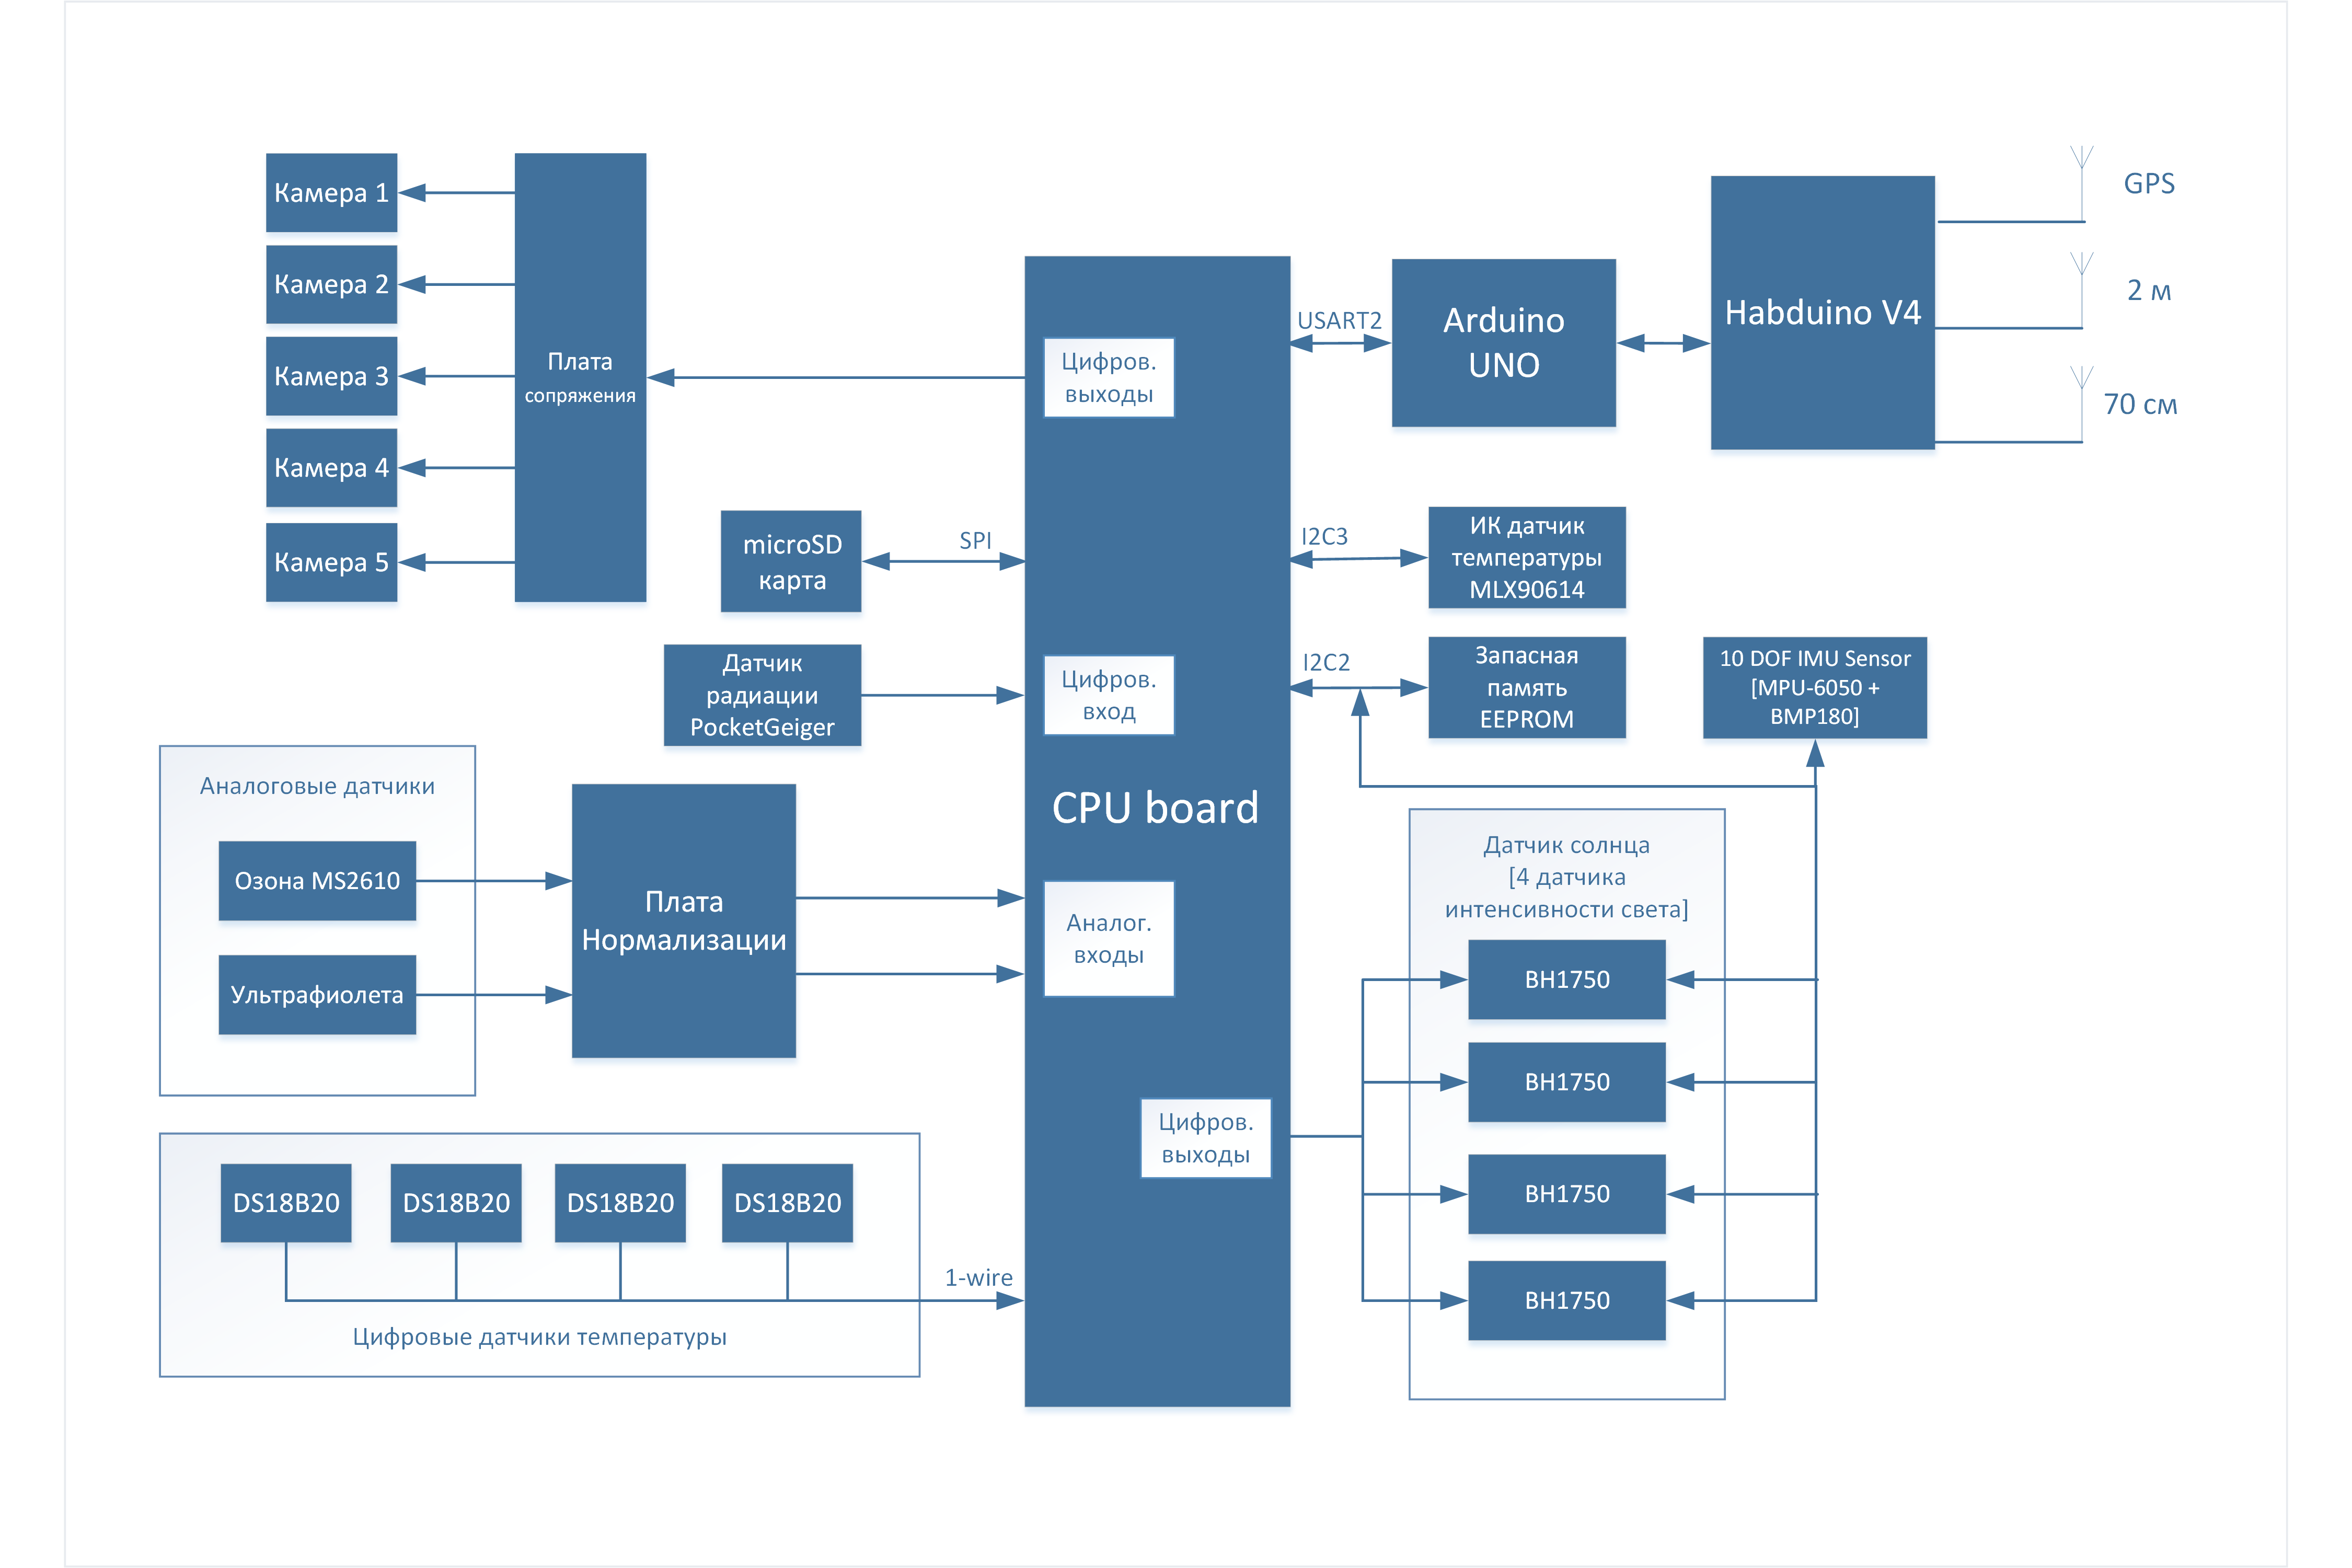 Камера 1
Камера 2
Камера 3
Камера 4
Камера 5
Плата
сопряжения
Цифров.
выходы
USART2
Arduino
UNO
Habduino V4
GPS
2 м
70 см
microSD
карта
SPI
I2C3
ИК датчик
температуры
MLX90614
Датчик
радиации
PocketGeiger
Цифров.
вход
I2C2
Запасная
память
EEPROM
10 DOF IMU Sensor
[MPU-6050 +
BMP180]
CPU board
Аналоговые датчики
Озона MS2610
Ультрафиолета
Плата
Нормализации
Аналог.
входы
Датчик солнца
[4 датчика
интенсивности света]
BH1750
BH1750
BH1750
BH1750
Цифров.
выходы
DS18B20
DS18B20
DS18B20
DS18B20
1-wire
Цифровые датчики температуры